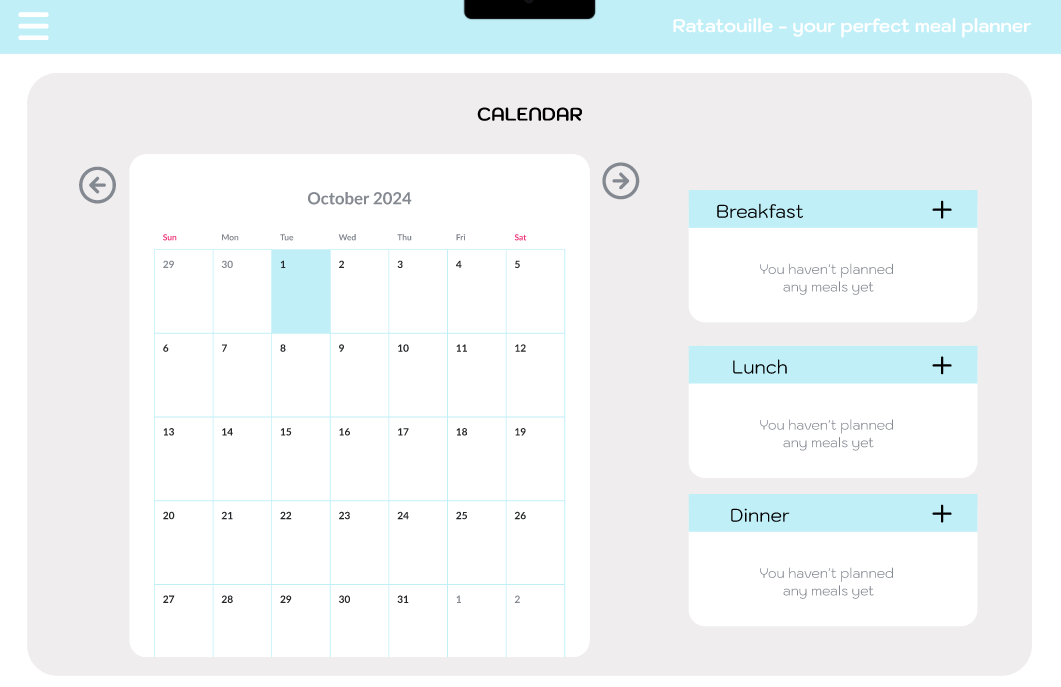 Ratatouille - your perfect meal planner
CALENDAR
October 2024
Sun Mon Tue Wed Thu Fri Sat
29 30 1 2 3 4 5
6 7 8 9 10 11 12
13 14 15 16 17 18 19
20 21 22 23 24 25 26
27 28 29 30 31 1 2
Breakfast
You haven't planned
any meals yet
Lunch
You haven't planned
any meals yet
Dinner
You haven't planned
any meals yet